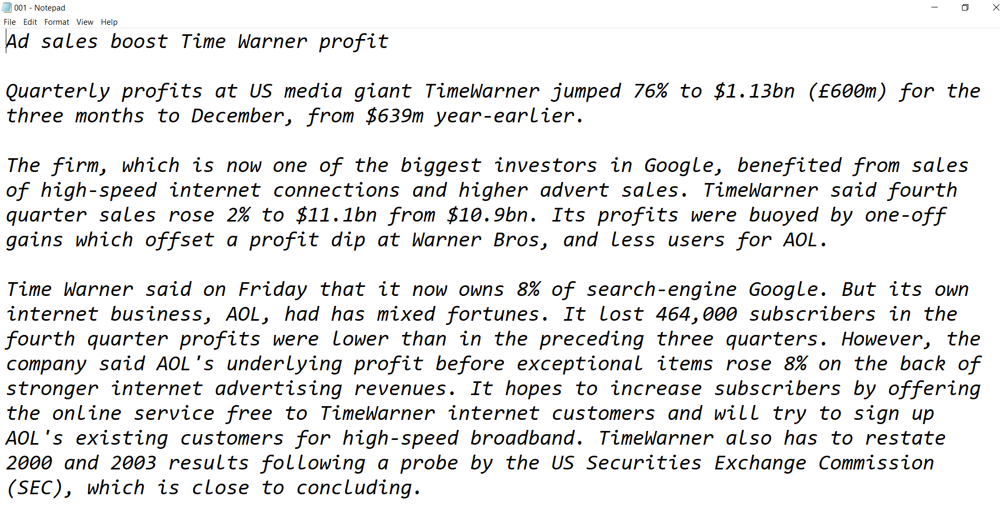 001 - Notepad
File Edit Format View Help
Ad sales boost Time Warner profit
Quarterly profits at US media giant TimeWarner jumped 76% to $1.13bn (£600m) for the
three months to December, from $639m year-earlier.
The firm, which is now one of the biggest investors in Google, benefited from sales
of high-speed internet connections and higher advert sales. TimeWarner said fourth
quarter sales rose 2% to $11.1bn from $10.9bn. Its profits were buoyed by one-off
gains which offset a profit dip at Warner Bros, and less users for AOL.
Time Warner said on Friday that it now owns 8% of search-engine Google. But its own
internet business, AOL, had has mixed fortunes. It lost 464,000 subscribers in the
fourth quarter profits were lower than in the preceding three quarters. However, the
company said AOL's underlying profit before exceptional items rose 8% on the back of
stronger internet advertising revenues. It hopes to increase subscribers by offering
the online service free to TimeWarner internet customers and will try to sign up
AOL's existing customers for high-speed broadband. TimeWarner also has to restate
2000 and 2003 results following a probe by the US Securities Exchange Commission
(SEC), which is close to concluding.